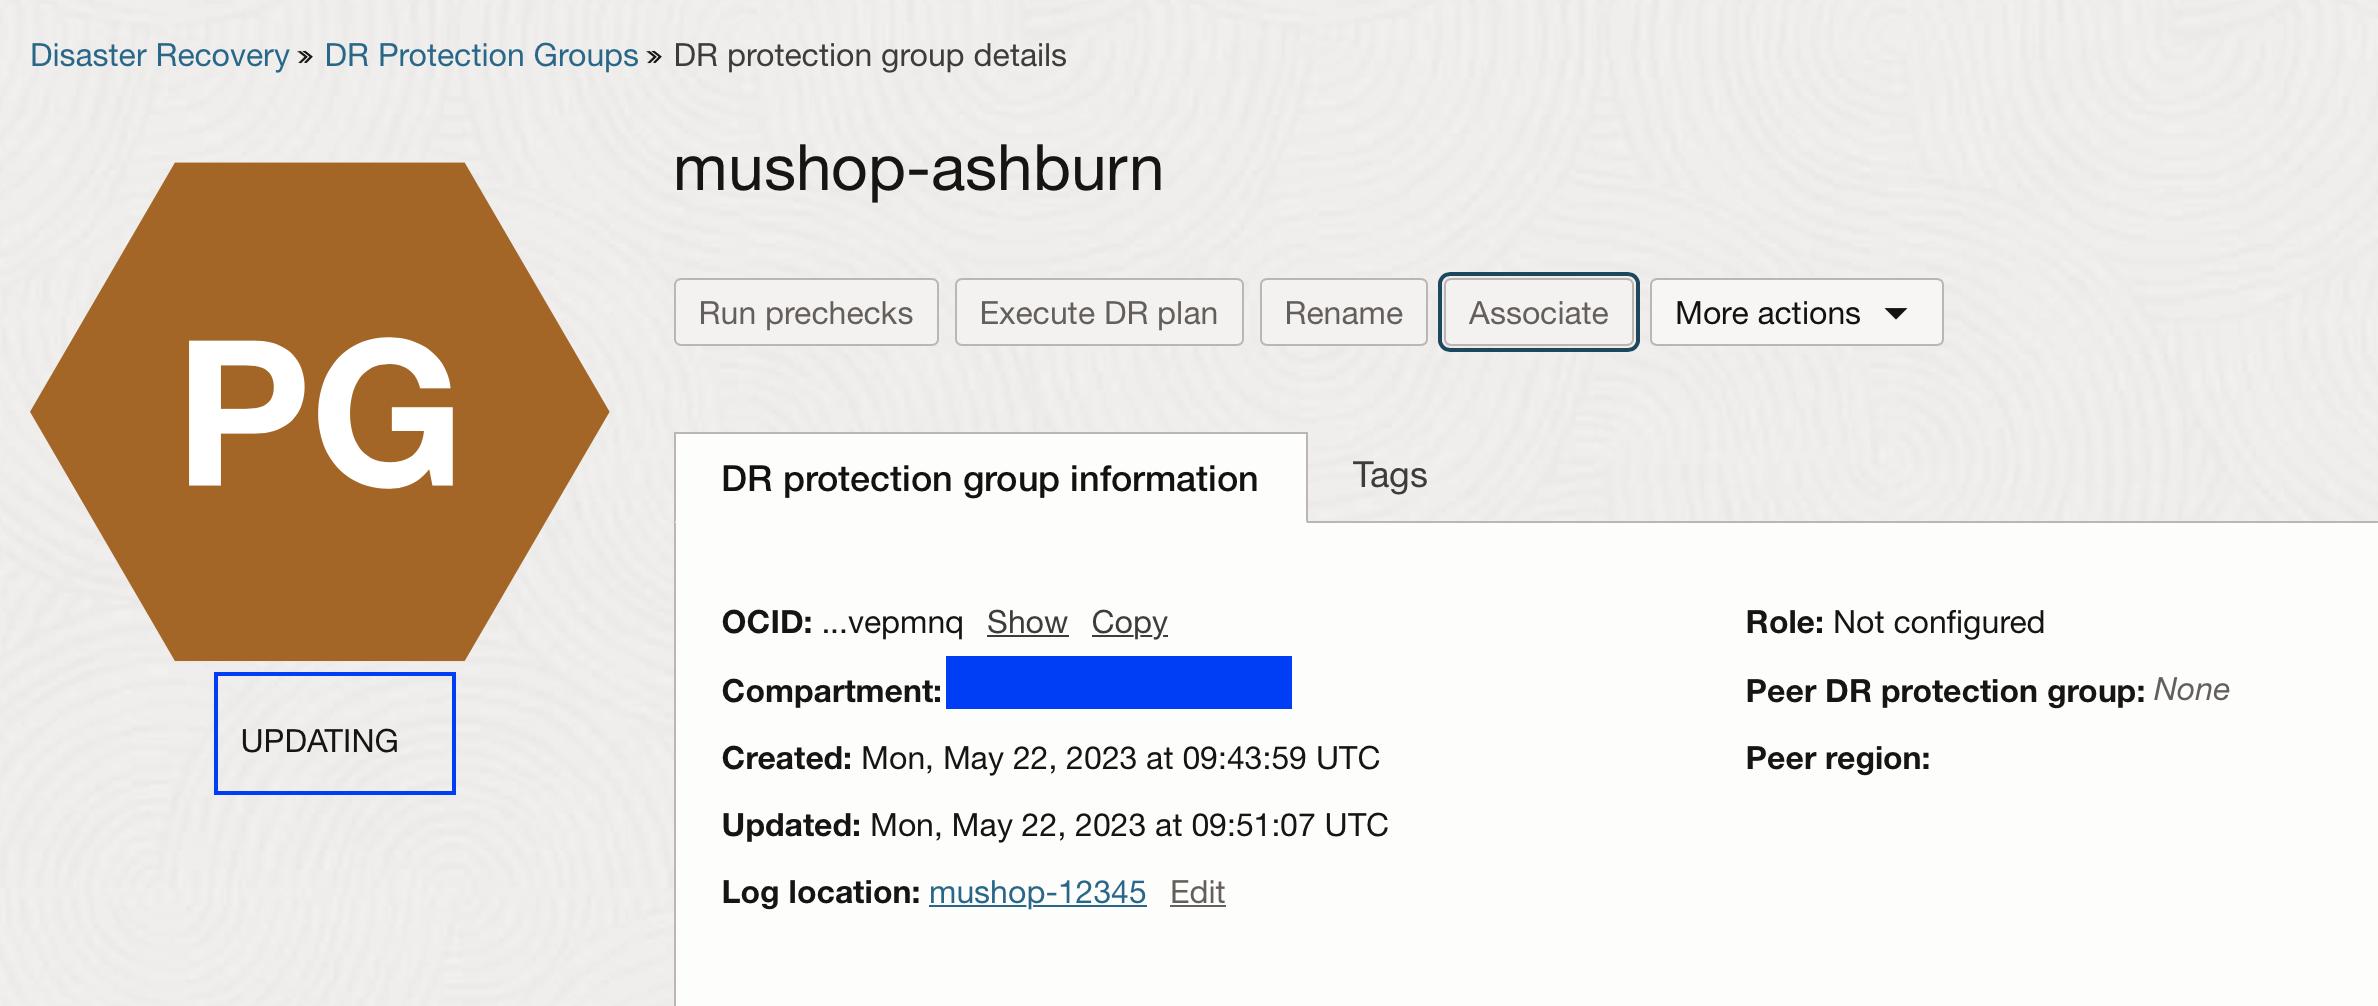 Disaster Recovery » DR Protection Groups » DR protection group details
mushop-ashburn
PG
UPDATING
Run prechecks Execute DR plan Rename Associate More actions
DR protection group information Tags
OCID: ...vepmnq Show Copy
Compartment:
Created: Mon, May 22, 2023 at 09:43:59 UTC
Updated: Mon, May 22, 2023 at 09:51:07 UTC
Log location: mushop-12345 Edit
Role: Not configured
Peer DR protection group: None
Peer region: